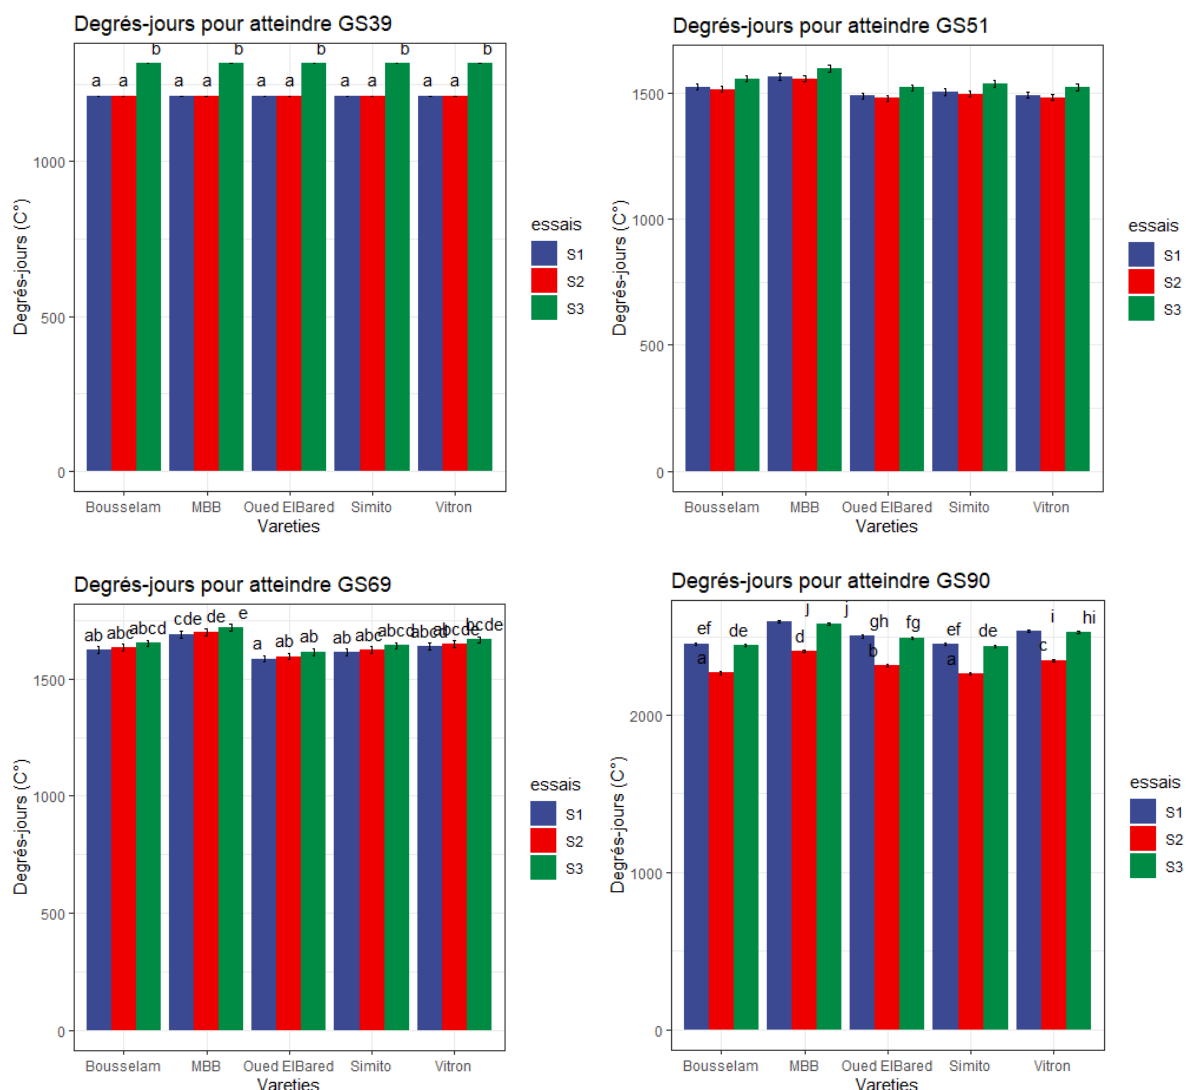 Degrés-jours pour atteindre GS39
b b b b b
a a a a a a a a a a
1000
500
0
Degrés-jours (C°)
Bousselam MBB Oued ElBared Simito Vitron
Vareties
essais
S1
S2
S3
Degrés-jours pour atteindre GS51
1500
1000
500
0
Degrés-jours (C°)
Bousselam MBB Oued ElBared Simito Vitron
Vareties
essais
S1
S2
S3
Degrés-jours pour atteindre GS69
ab abc abcd cde de e a ab ab ab abc abcd abcd abcde bcde
1500
1000
500
0
Degrés-jours (C°)
Bousselam MBB Oued ElBared Simito Vitron
Vareties
essais
S1
S2
S3
Degrés-jours pour atteindre GS90
j j
ef de gh fg ef de i hi
a d b a c
2000
1000
0
Degrés-jours (C°)
Bousselam MBB Oued ElBared Simito Vitron
Vareties
essais
S1
S2
S3